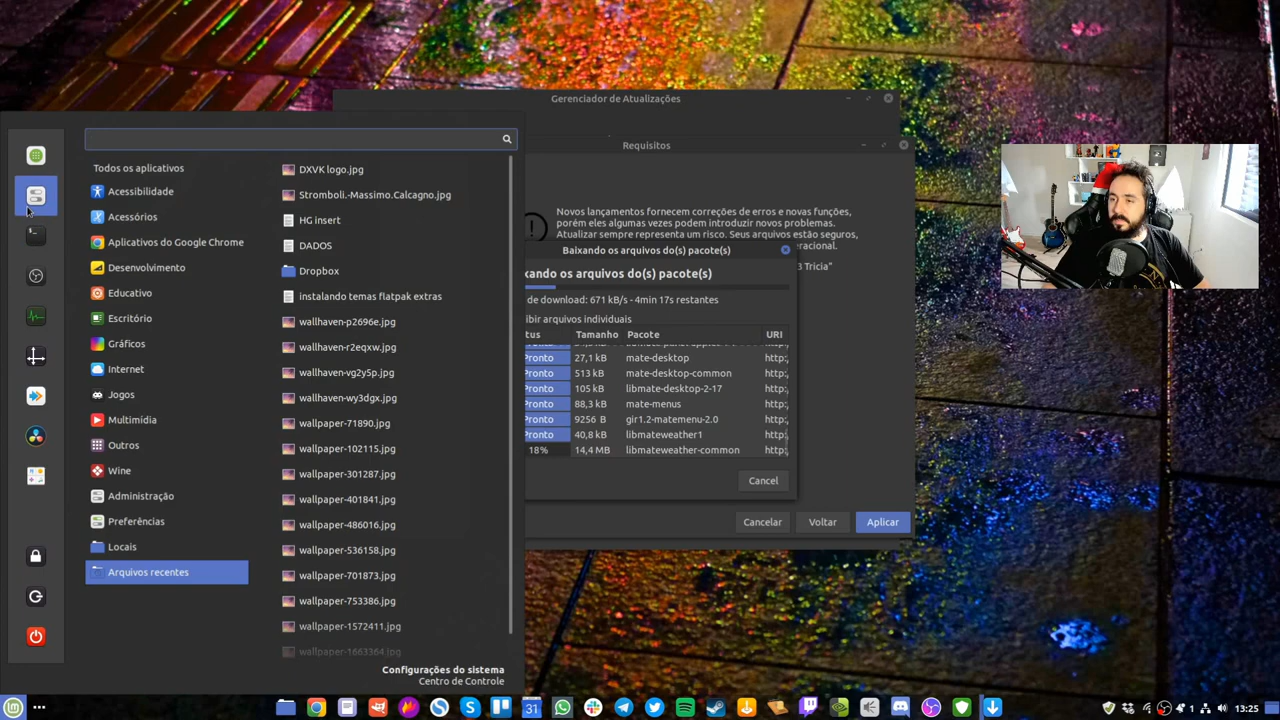 Gerenciador de Atualizações
Requisitos
Novos lançamentos fornecem correções de erros e novas funções,
porém eles algumas vezes podem introduzir novos problemas.
Atualizar sempre representa um risco. Seus arquivos estão seguros,
peracional.
3 Tricia"
Baixando os arquivos do(s) pacote(s)
xando os arquivos do(s) pacote(s)
de download: 671 kB/s - 4min 17s restantes
ibir arquivos individuais
tus Tamanho Pacote URI
Pronto 27,1 kB mate-desktop http:
Pronto 513 kB mate-desktop-common http:
Pronto 105 kB libmate-desktop-2-17 http:
Pronto 88,3 kB mate-menus http:
Pronto 9256 B gir1.2-matemenu-2.0 http:
Pronto 40,8 kB libmateweather1 http:
18% 14,4 MB libmateweather-common http:
Cancel
Cancelar Voltar Aplicar
Todos os aplicativos
Acessibilidade
Acessórios
Aplicativos do Google Chrome
Desenvolvimento
Educativo
Escritório
Gráficos
Internet
Jogos
Multimídia
Outros
Wine
Administração
Preferências
Locais
Arquivos recentes
DXVK logo.jpg
Stromboli.-Massimo.Calcagno.jpg
HG insert
DADOS
Dropbox
instalando temas flatpak extras
wallhaven-p2696e.jpg
wallhaven-r2eqxw.jpg
wallhaven-vg2y5p.jpg
wallhaven-wy3dgx.jpg
wallpaper-71890.jpg
wallpaper-102115.jpg
wallpaper-301287.jpg
wallpaper-401841.jpg
wallpaper-486016.jpg
wallpaper-536158.jpg
wallpaper-701873.jpg
wallpaper-753386.jpg
wallpaper-1572411.jpg
wallpaper-1663364.jpg
Configurações do sistema
Centro de Controle
31
1
13:25